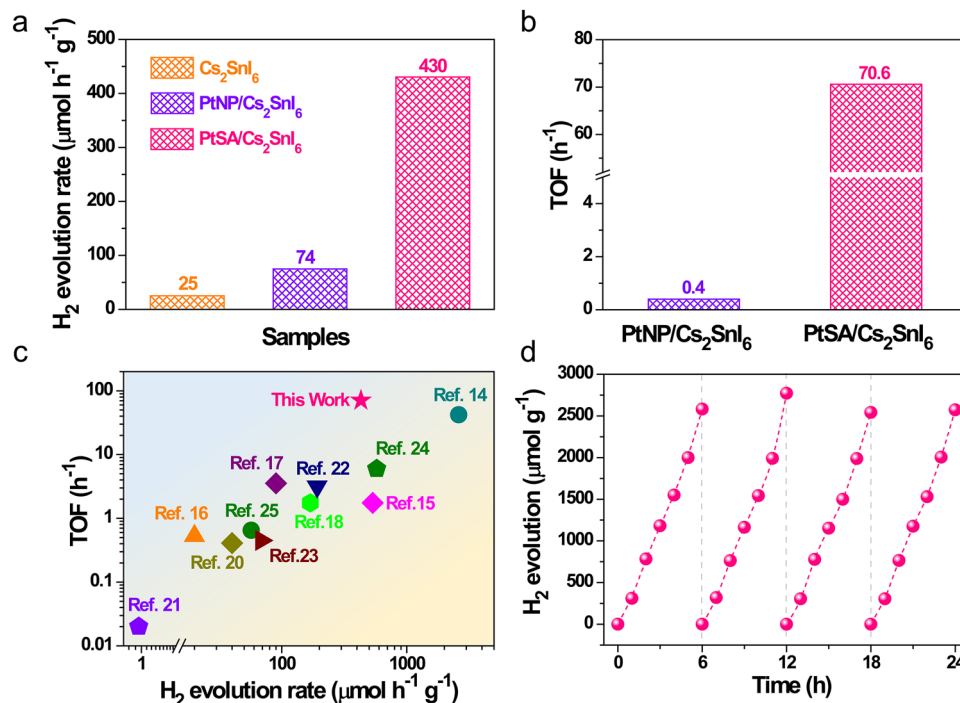 a
H₂ evolution rate (μmol h⁻¹ g⁻¹)
500
400
300
200
100
0
Cs₂SnI₆
PtNP/Cs₂SnI₆
PtSA/Cs₂SnI₆
25
74
430
Samples
b
TOF (h⁻¹)
80
70
60
4
2
0
0.4
70.6
PtNP/Cs₂SnI₆
PtSA/Cs₂SnI₆
c
TOF (h⁻¹)
100
10
1
0.1
0.01
This Work
Ref. 14
Ref. 24
Ref. 17
Ref. 22
Ref. 15
Ref.18
Ref. 16
Ref. 25
Ref. 20
Ref.23
Ref. 21
1
100
1000
H₂ evolution rate (μmol h⁻¹ g⁻¹)
d
H₂ evolution (μmol g⁻¹)
3000
2500
2000
1500
1000
500
0
0
6
12
18
24
Time (h)